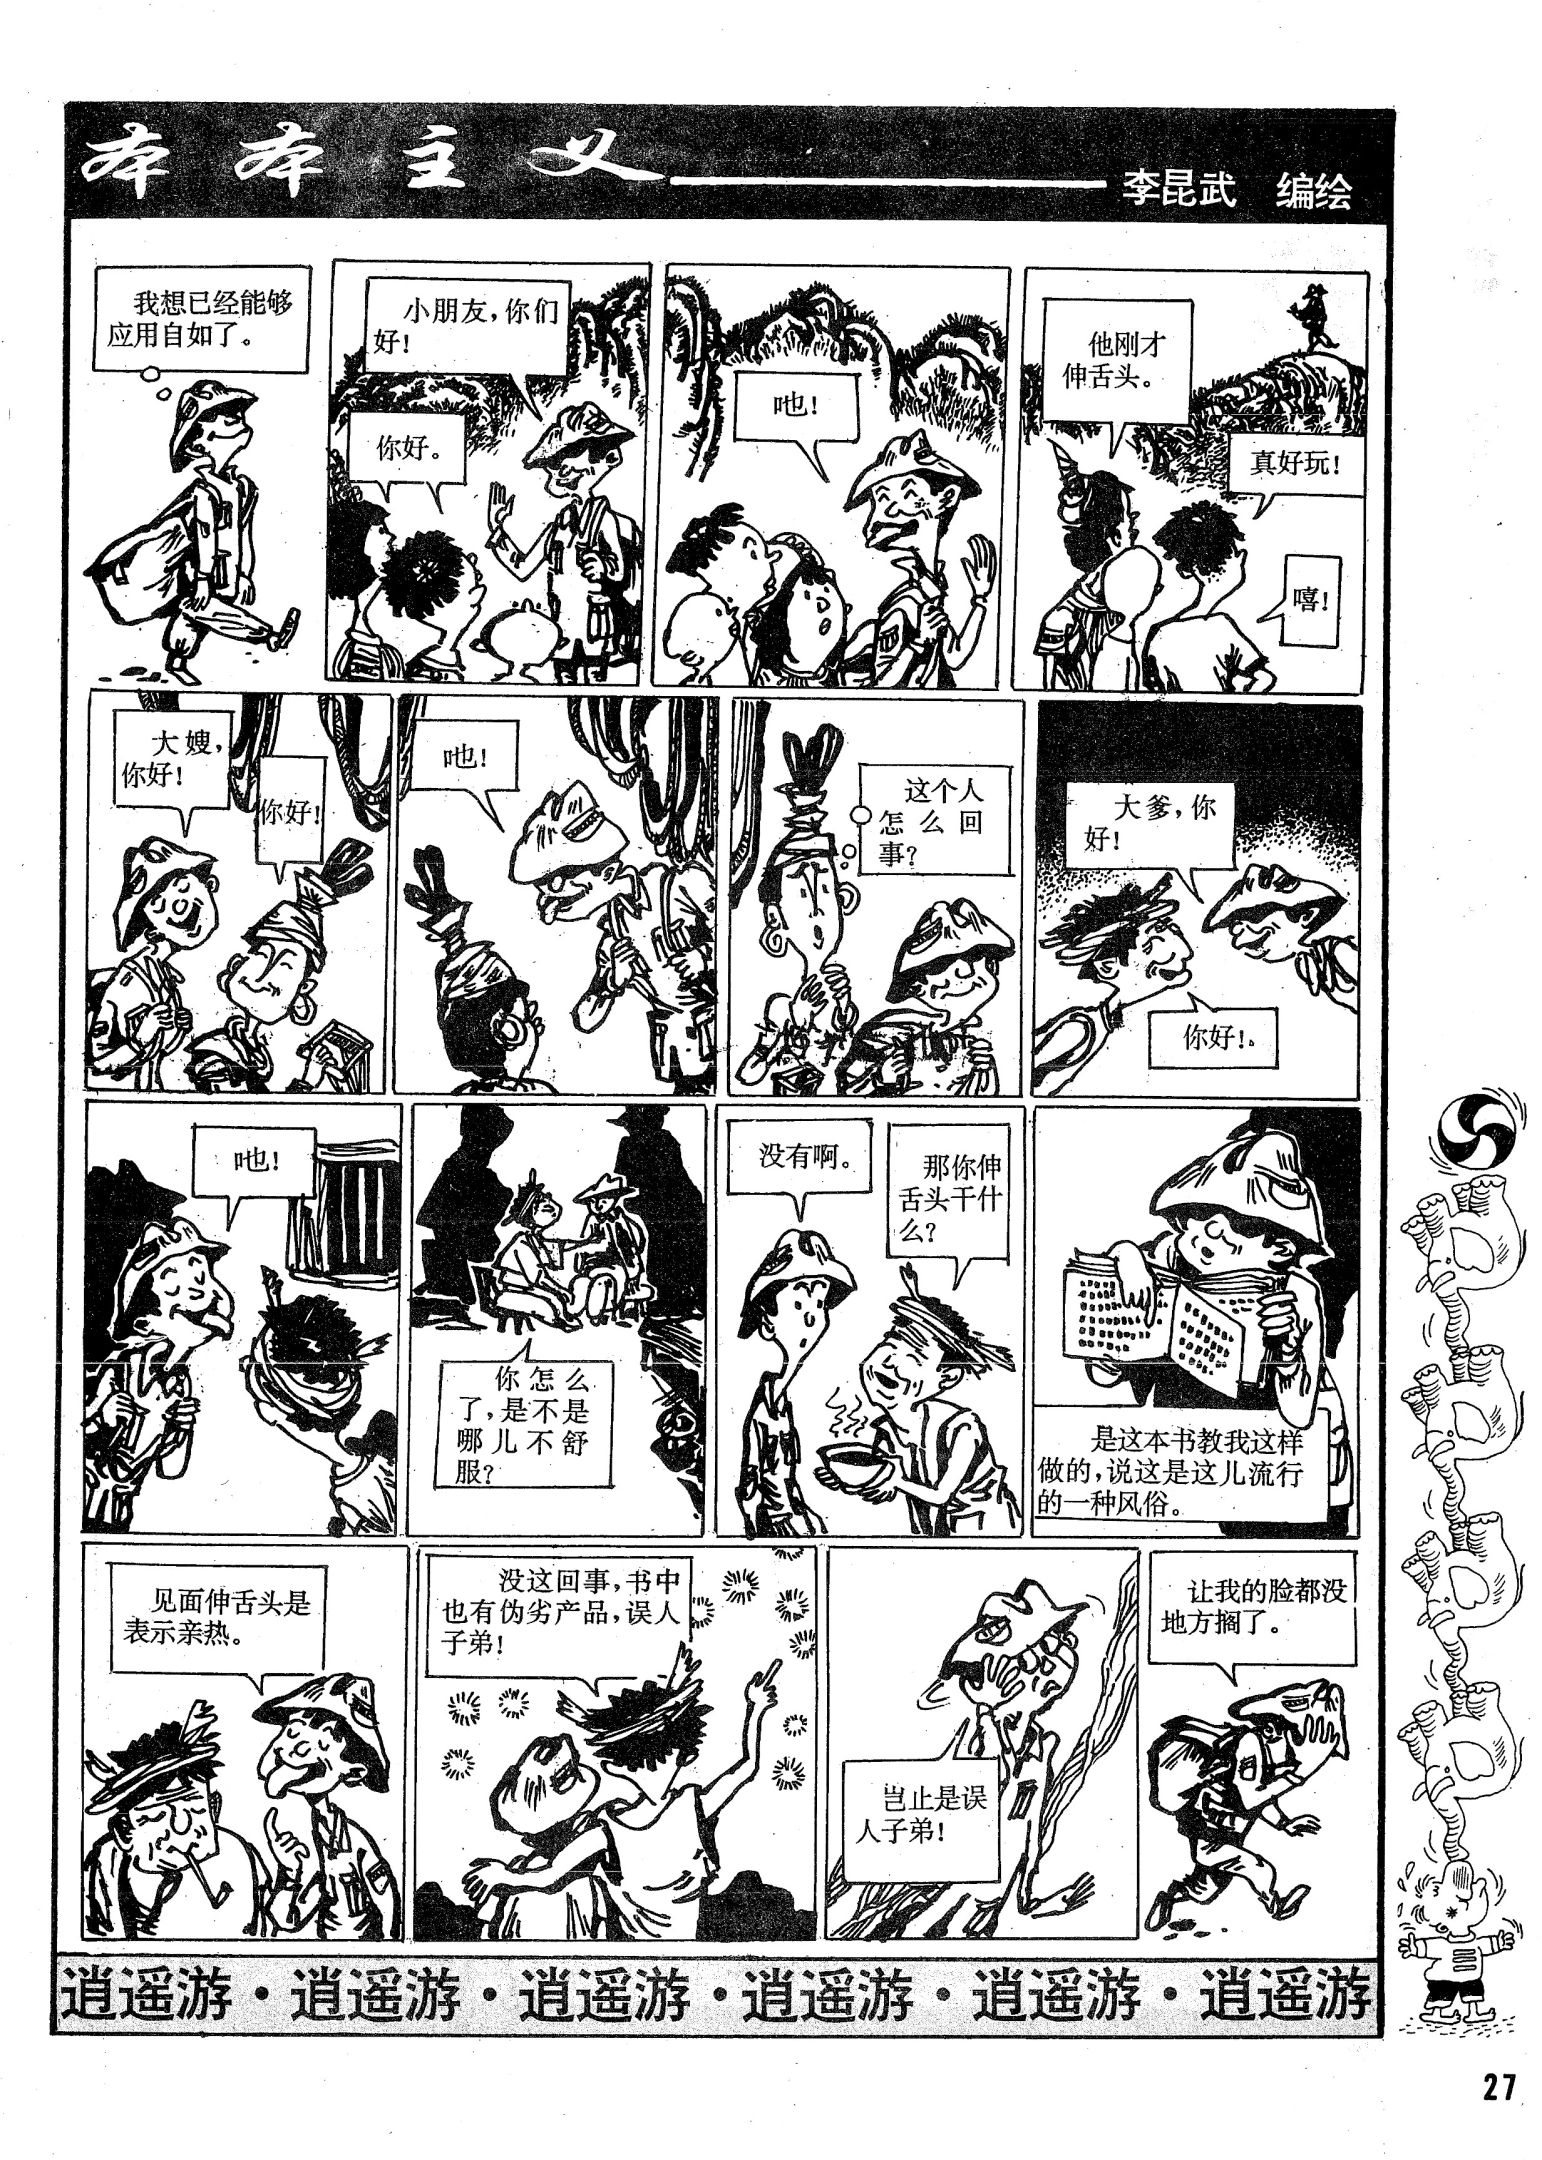 本本主义
李昆武 编绘
我想已经能够
应用自如了。
小朋友，你们
好！
你好。
吔！
他刚才
伸舌头。
真好玩！
嘻！
大嫂，
你好！
你好！
吔！
这个人
怎么回
事？
大爹，你
好！
你好！。
吔！
你怎么
了，是不是
哪儿不舒
服？
没有啊。
那你伸
舌头干什
么？
是这本书教我这样
做的，说这是这儿流行
的一种风俗。
见面伸舌头是
表示亲热。
没这回事，书中
也有伪劣产品，误人
子弟！
岂止是误
人子弟！
让我的脸都没
地方搁了。
逍遥游·逍遥游·逍遥游·逍遥游·逍遥游·逍遥游
27